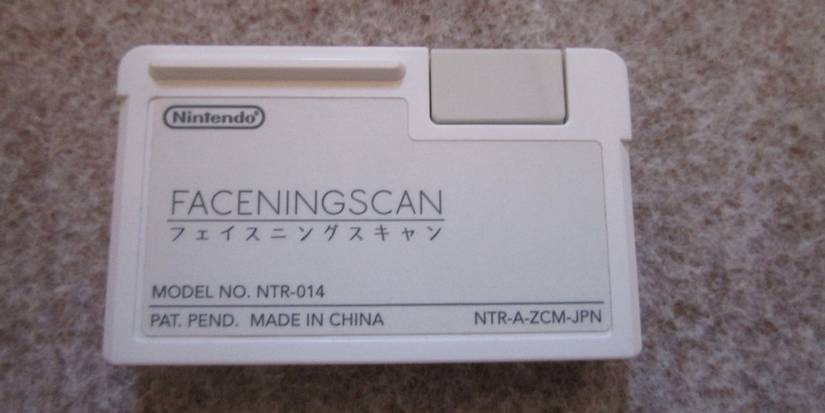 Nintendo®
FACENINGSCAN
フェイスニングスキャン
MODEL NO. NTR-014
PAT. PEND. MADE IN CHINA
NTR-A-ZCM-JPN